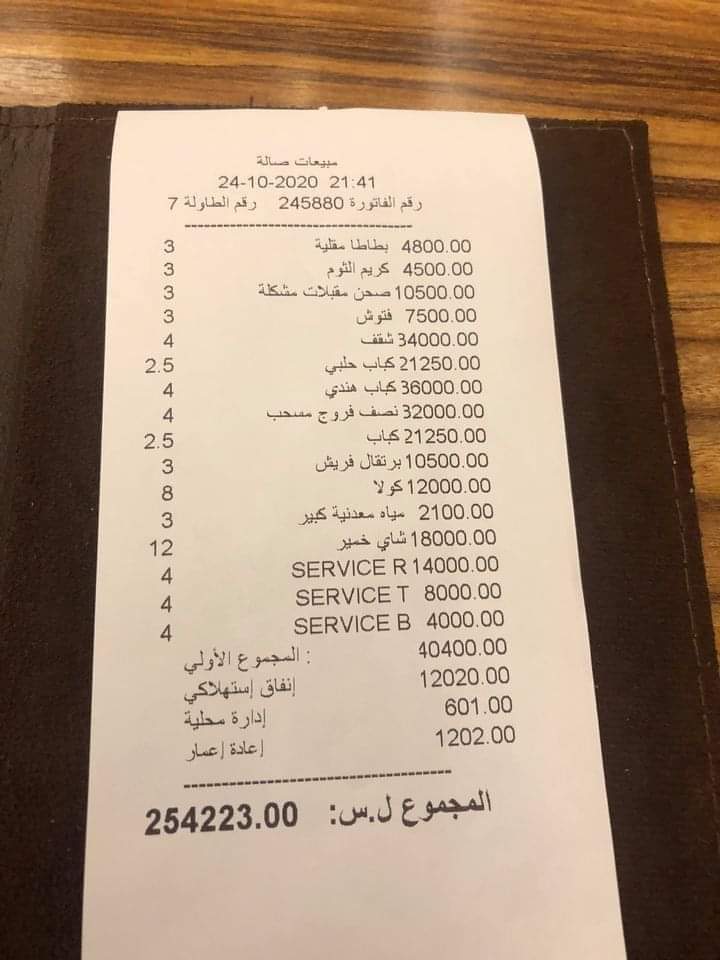 مبيعات صالة
24-10-2020 21:41
رقم الفاتورة 245880 رقم الطاولة 7
4800.00 بطاطا مقلية 3
4500.00 كريم الثوم 3
10500.00 صحن مقبلات مشكلة 3
7500.00 فتوش 3
34000.00 شقف 4
21250.00 كباب حلبي 2.5
36000.00 كباب هندي 4
32000.00 نصف فروج مسحب 4
21250.00 كباب 2.5
10500.00 برتقال فريش 3
12000.00 كولا 8
2100.00 مياه معدنية كبير 3
18000.00 شاي خمير 12
14000.00 SERVICE R 4
8000.00 SERVICE T 4
4000.00 SERVICE B 4
المجموع الأولي : 40400.00
إنفاق إستهلاكي 12020.00
إدارة محلية 601.00
إعادة إعمار 1202.00
المجموع ل.س: 254223.00